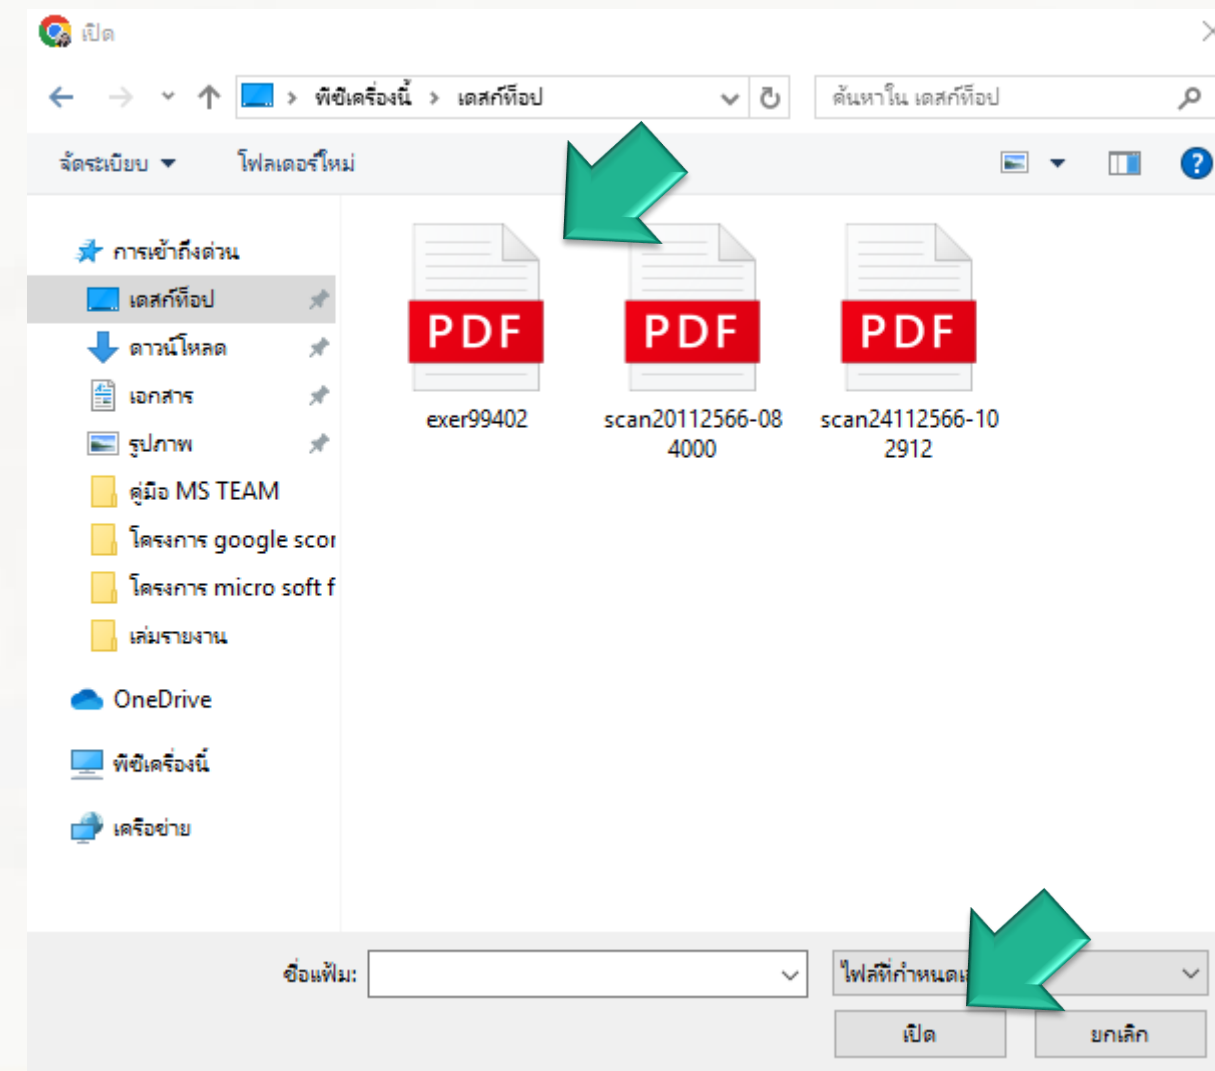 เปิด
พีซีเครื่องนี้ > เดสก์ท็อป
ค้นหาใน เดสก์ท็อป
จัดระเบียบ
โฟลเดอร์ใหม่
การเข้าถึงด่วน
เดสก์ท็อป
ดาวน์โหลด
เอกสาร
รูปภาพ
คู่มือ MS TEAM
โครงการ google scor
โครงการ micro soft f
เล่มรายงาน
OneDrive
พีซีเครื่องนี้
เครือข่าย
PDF
exer99402
PDF
scan20112566-08
4000
PDF
scan24112566-10
2912
ชื่อแฟ้ม:
ไฟล์ที่กำหนดเ
เปิด
ยกเลิก